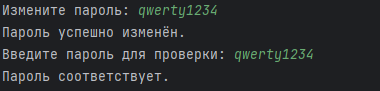 Измените пароль: qwerty1234
Пароль успешно изменён.
Введите пароль для проверки: qwerty1234
Пароль соответствует.